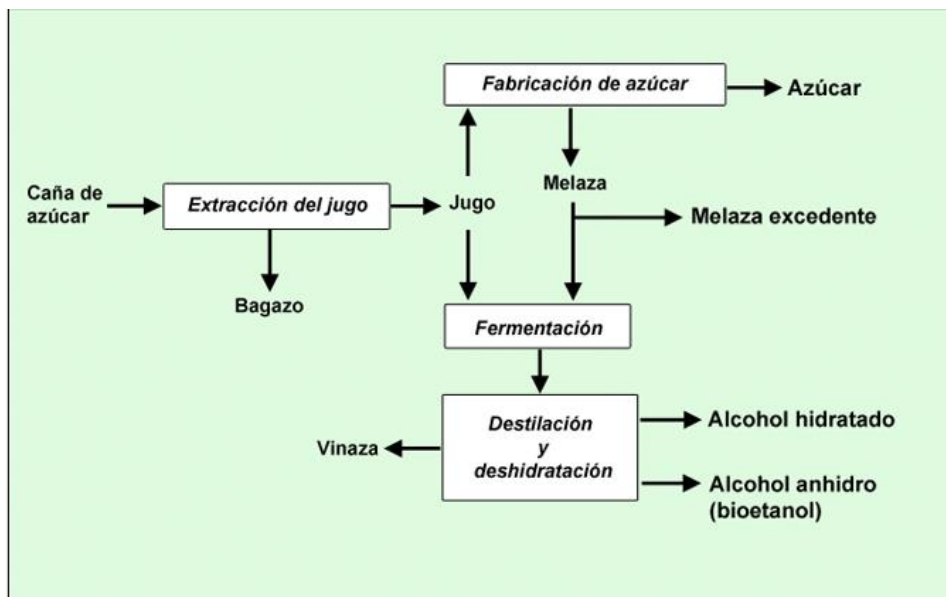 Fabricación de azúcar
Azúcar
Caña de
azúcar
Extracción del jugo
Jugo
Melaza
Melaza excedente
Bagazo
Fermentación
Destilación
y
deshidratación
Vinaza
Alcohol hidratado
Alcohol anhidro
(bioetanol)